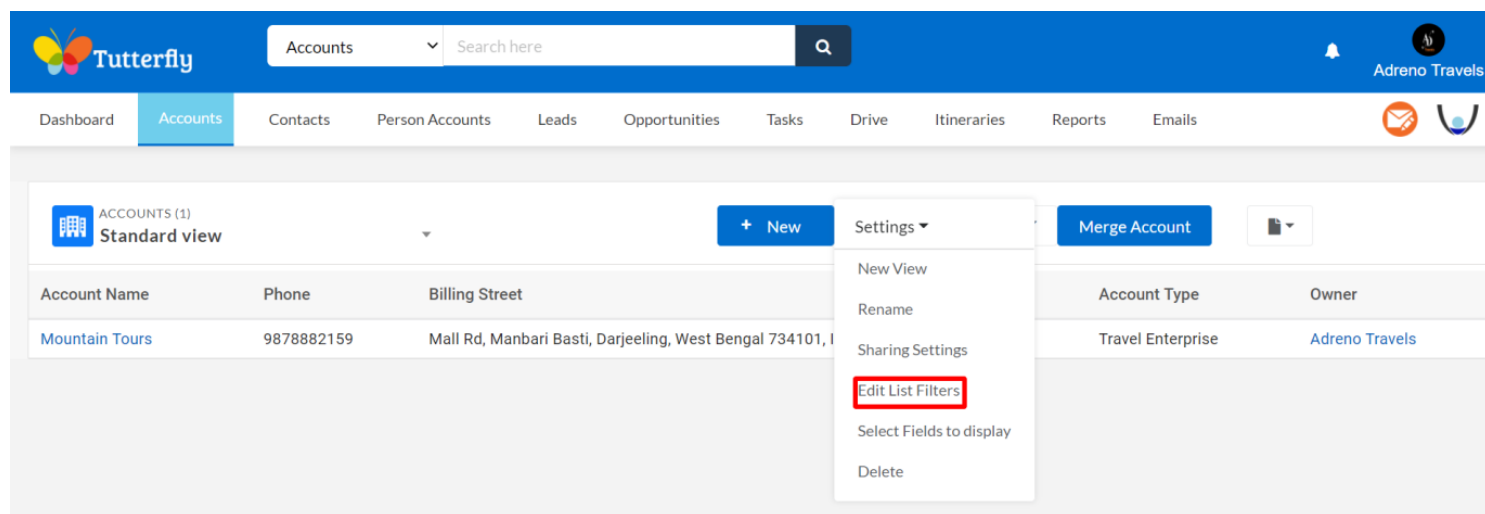 Tutterfly
Accounts
Search here
Adreno Travels
Dashboard Accounts Contacts Person Accounts Leads Opportunities Tasks Drive Itineraries Reports Emails
ACCOUNTS (1)
Standard view
+ New
Settings
Merge Account
New View
Rename
Sharing Settings
Edit List Filters
Select Fields to display
Delete
Account Name Phone Billing Street Account Type Owner
Mountain Tours 9878882159 Mall Rd, Manbari Basti, Darjeeling, West Bengal 734101, Travel Enterprise Adreno Travels